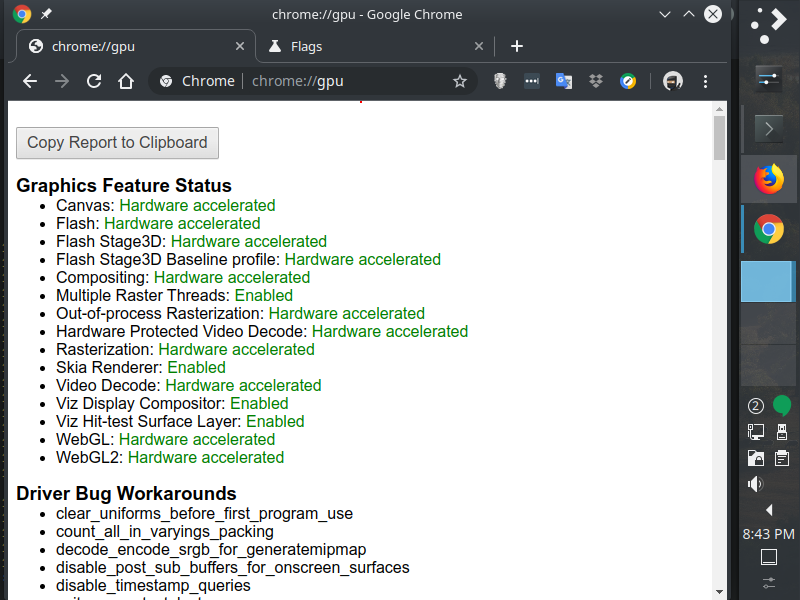 chrome://gpu - Google Chrome
chrome://gpu
Flags
Chrome
chrome://gpu
Copy Report to Clipboard
Graphics Feature Status
Canvas: Hardware accelerated
Flash: Hardware accelerated
Flash Stage3D: Hardware accelerated
Flash Stage3D Baseline profile: Hardware accelerated
Compositing: Hardware accelerated
Multiple Raster Threads: Enabled
Out-of-process Rasterization: Hardware accelerated
Hardware Protected Video Decode: Hardware accelerated
Rasterization: Hardware accelerated
Skia Renderer: Enabled
Video Decode: Hardware accelerated
Viz Display Compositor: Enabled
Viz Hit-test Surface Layer: Enabled
WebGL: Hardware accelerated
WebGL2: Hardware accelerated
Driver Bug Workarounds
clear_uniforms_before_first_program_use
count_all_in_varyings_packing
decode_encode_srgb_for_generatemipmap
disable_post_sub_buffers_for_onscreen_surfaces
disable_timestamp_queries
2
8:43 PM